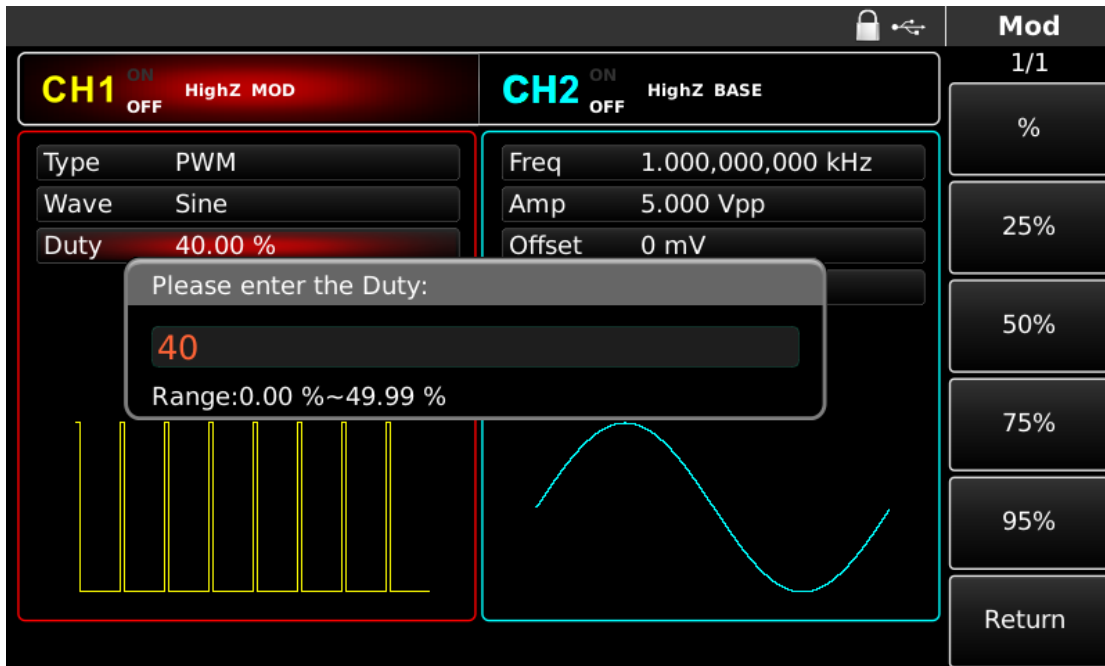 Mod
1/1
CH1 ON OFF HighZ MOD
CH2 ON OFF HighZ BASE
Type PWM
Wave Sine
Duty 40.00 %
Freq 1.000,000,000 kHz
Amp 5.000 Vpp
Offset 0 mV
Please enter the Duty:
40
Range:0.00 %~49.99 %
%
25%
50%
75%
95%
Return